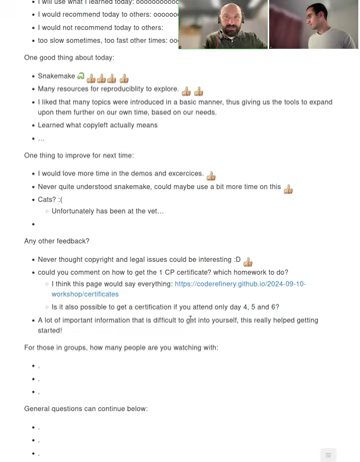 I will use what I learned today: oooooooooo
I would recommend today to others: oooooo
I would not recommend today to others:
too slow sometimes, too fast other times: oo
One good thing about today:
Snakemake 🐍 👍🏼 👍🏼 👍🏼 👍🏼
Many resources for reproduciblity to explore. 👍🏼 👍🏼
I liked that many topics were introduced in a basic manner, thus giving us the tools to expand
upon them further on our own time, based on our needs.
Learned what copyleft actually means
…
One thing to improve for next time:
I would love more time in the demos and excercices. 👍🏼
Never quite understood snakemake, could maybe use a bit more time on this 👍🏼
Cats? :(
Unfortunately has been at the vet…
Any other feedback?
Never thought copyright and legal issues could be interesting :D 👍🏼
could you comment on how to get the 1 CP certificate? which homework to do?
I think this page would say everything: https://coderefinery.github.io/2024-09-10-
workshop/certificates
Is it also possible to get a certification if you attend only day 4, 5 and 6?
A lot of important information that is difficult to get into yourself, this really helped getting
started!
For those in groups, how many people are you watching with:
.
.
.
General questions can continue below:
.
.
.